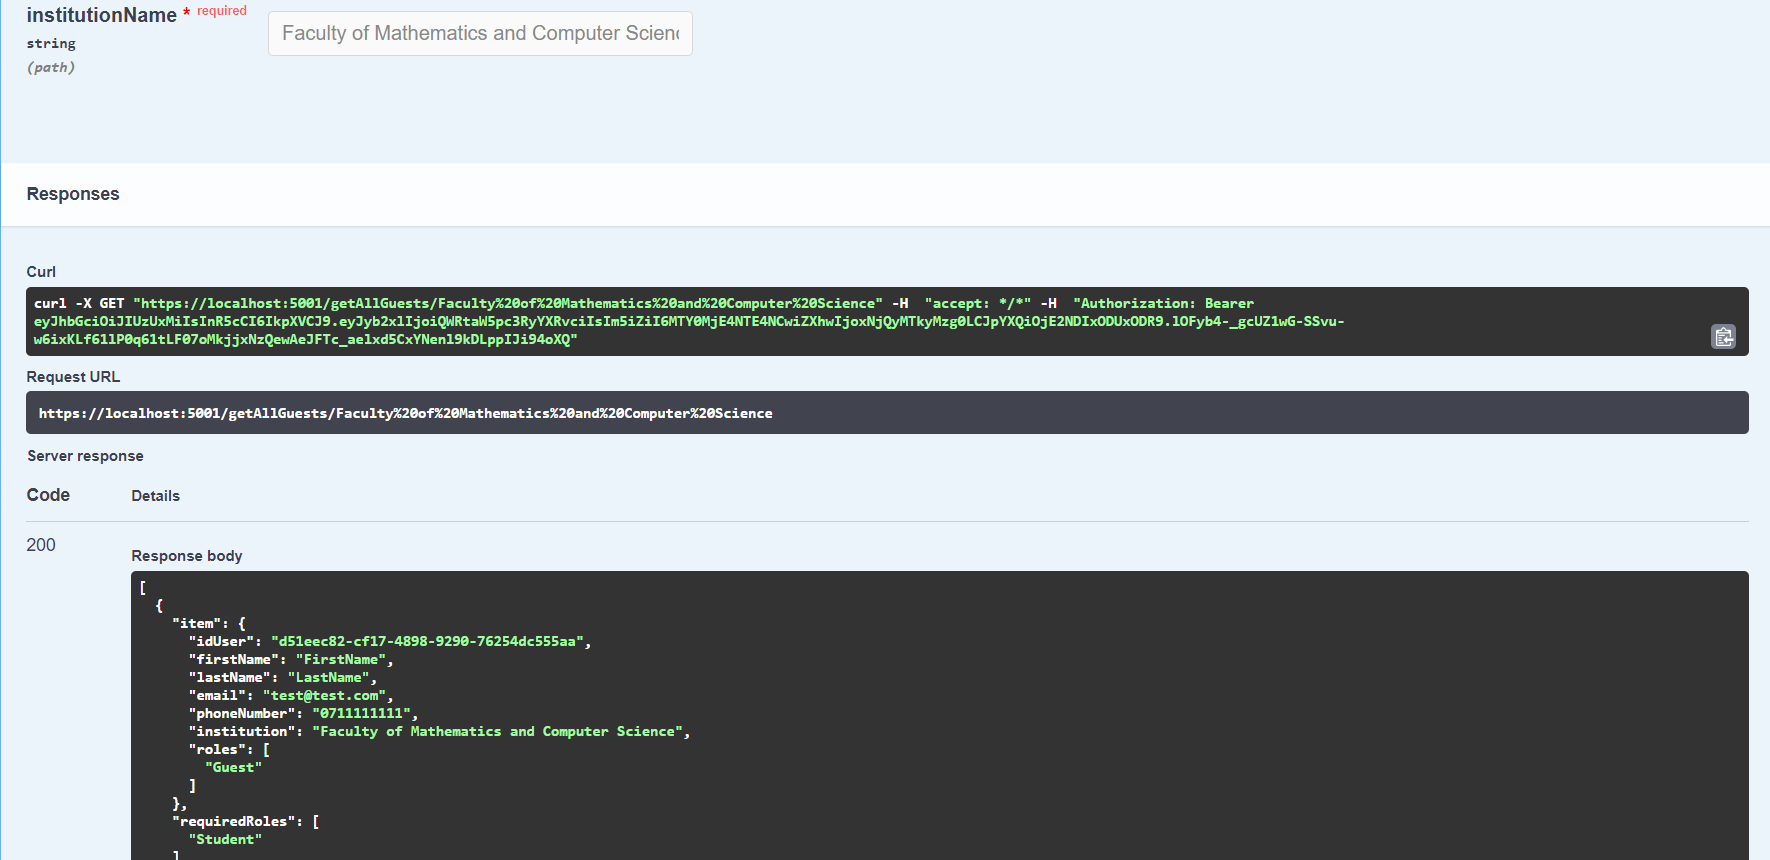 institutionName * required
string
(path)
Faculty of Mathematics and Computer Scienc
Responses
Curl
curl -X GET "https://localhost:5001/getAllGuests/Faculty%20of%20Mathematics%20and%20Computer%20Science" -H  "accept: */*" -H  "Authorization: Bearer
eyJhbGciOiJIUzUxMiIsInR5cCI6IkpXVCJ9.eyJyb2xlIjoiQWRtaW5pc3RyYXRvciIsIm5iZiI6MTY0MjE4NTE4NCwiZXhwIjoxNjQyMTkyMzg0LCJpYXQiOjE2NDIxODUxODR9.lOFyb4-_gcUZ1wG-SSvu-
w6ixKLf61lP0q61tLF07oMkjjxNzQewAeJFTc_aelxd5CxYNenl9kDLppIJi94oXQ"
Request URL
https://localhost:5001/getAllGuests/Faculty%20of%20Mathematics%20and%20Computer%20Science
Server response
Code Details
200
Response body
[
{
"item": {
"idUser": "d51eec82-cf17-4898-9290-76254dc555aa",
"firstName": "FirstName",
"lastName": "LastName",
"email": "test@test.com",
"phoneNumber": "0711111111",
"institution": "Faculty of Mathematics and Computer Science",
"roles": [
"Guest"
]
},
"requiredRoles": [
"Student"
]